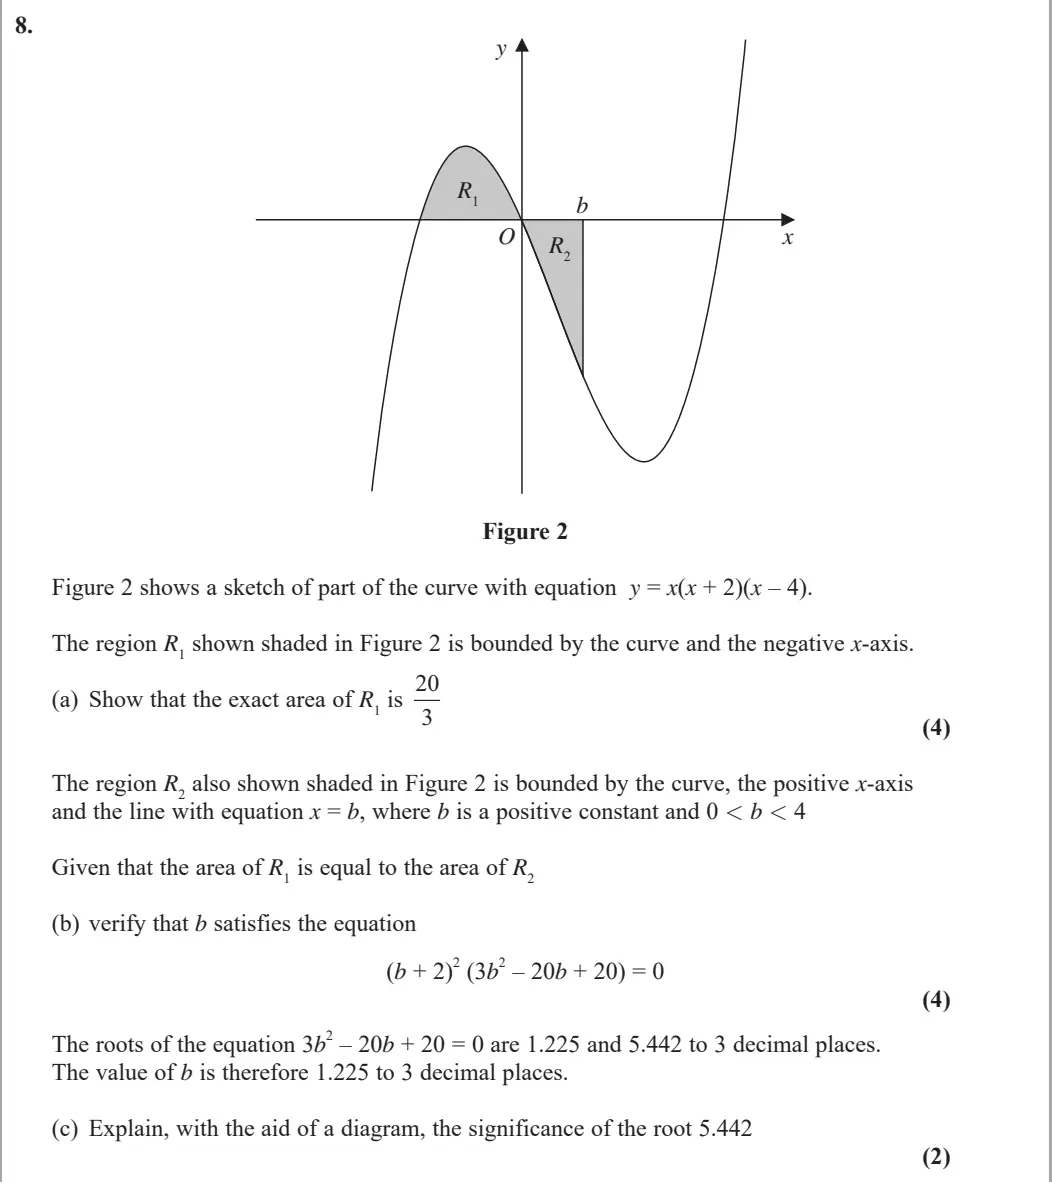 8.
y
R₁
b
O
R₂
x
Figure 2
Figure 2 shows a sketch of part of the curve with equation y = x(x + 2)(x – 4).
The region R₁ shown shaded in Figure 2 is bounded by the curve and the negative x-axis.
(a) Show that the exact area of R₁ is 20/3
(4)
The region R₂ also shown shaded in Figure 2 is bounded by the curve, the positive x-axis
and the line with equation x = b, where b is a positive constant and 0 < b < 4
Given that the area of R₁ is equal to the area of R₂
(b) verify that b satisfies the equation
(b + 2)² (3b² – 20b + 20) = 0
(4)
The roots of the equation 3b² – 20b + 20 = 0 are 1.225 and 5.442 to 3 decimal places.
The value of b is therefore 1.225 to 3 decimal places.
(c) Explain, with the aid of a diagram, the significance of the root 5.442
(2)